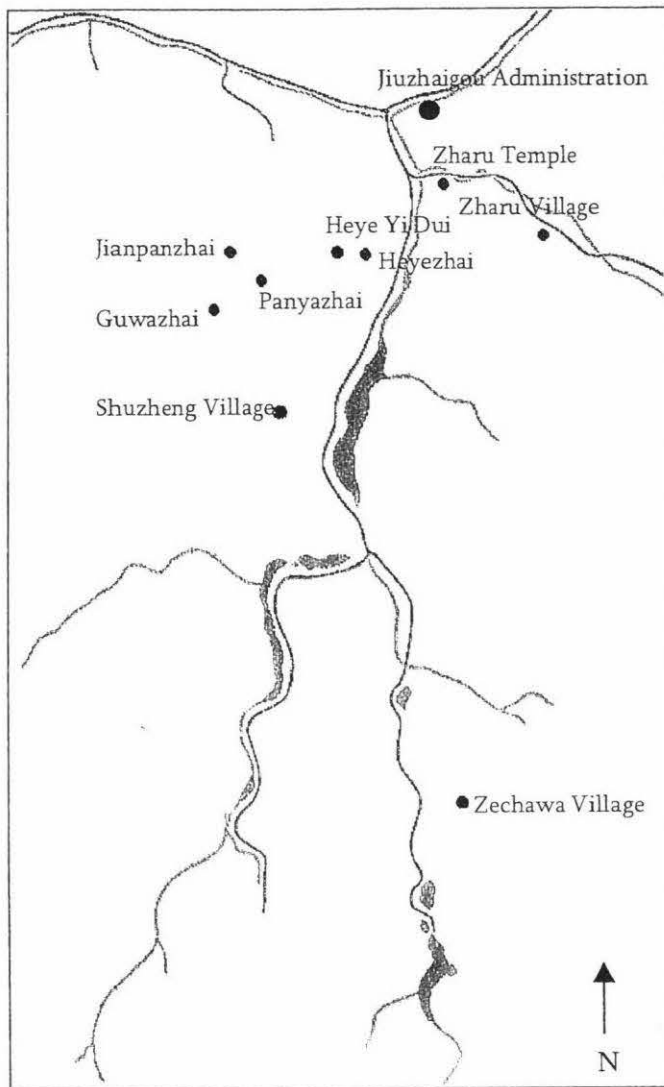 Jiuzhaigou Administration
Zharu Temple
Zharu Village
Heye Yi Dui
Jianpanzhai
Heyezhai
Panyazhai
Guwazhai
Shuzheng Village
Zechawa Village
N